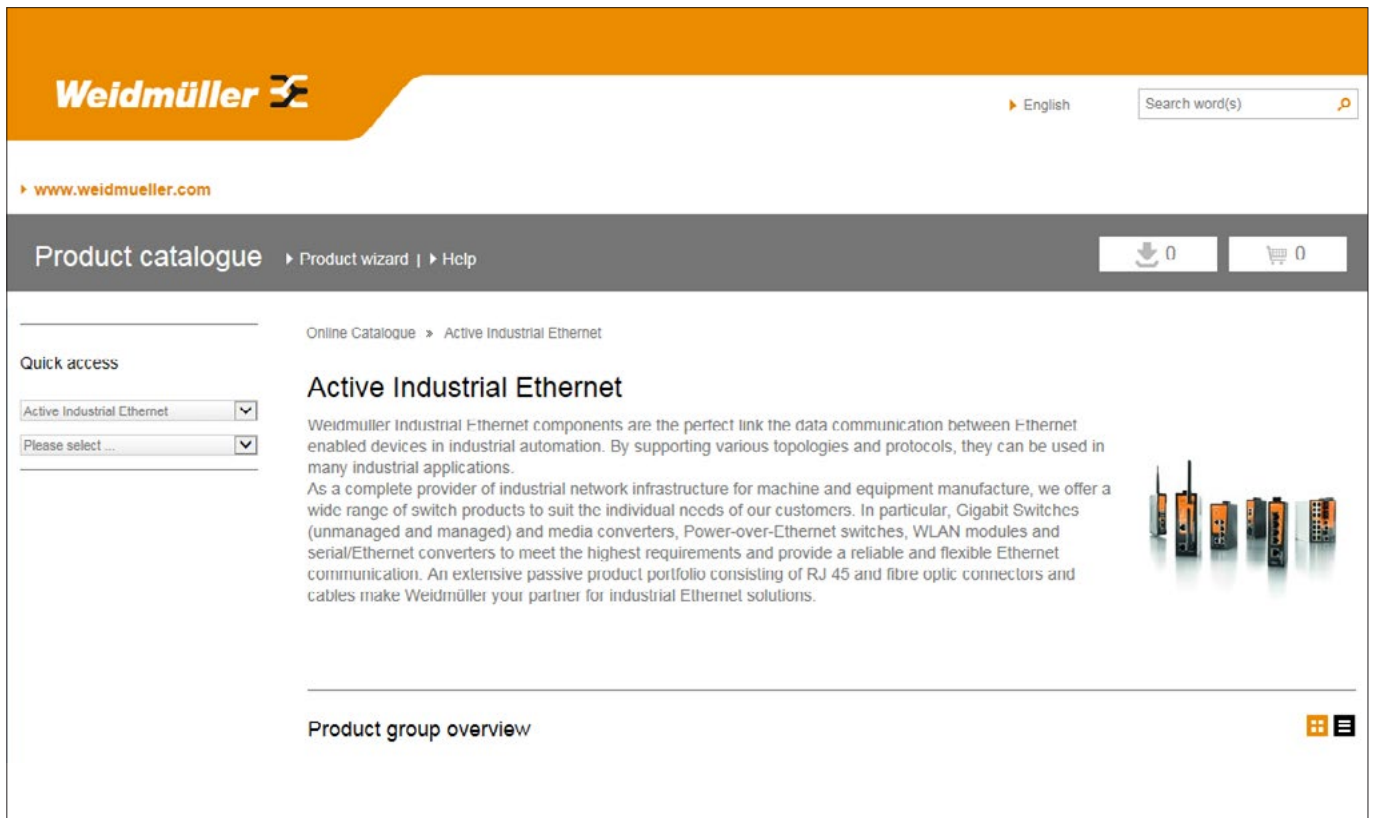 Weidmüller
English
Search word(s)
www.weidmueller.com
Product catalogue Product wizard | Help 0 0
Quick access
Active Industrial Ethernet
Please select ...
Online Catalogue » Active Industrial Ethernet
Active Industrial Ethernet
Weidmuller Industrial Ethernet components are the perfect link the data communication between Ethernet
enabled devices in industrial automation. By supporting various topologies and protocols, they can be used in
many industrial applications.
As a complete provider of industrial network infrastructure for machine and equipment manufacture, we offer a
wide range of switch products to suit the individual needs of our customers. In particular, Gigabit Switches
(unmanaged and managed) and media converters, Power-over-Ethernet switches, WLAN modules and
serial/Ethernet converters to meet the highest requirements and provide a reliable and flexible Ethernet
communication. An extensive passive product portfolio consisting of RJ 45 and fibre optic connectors and
cables make Weidmüller your partner for industrial Ethernet solutions.
Product group overview